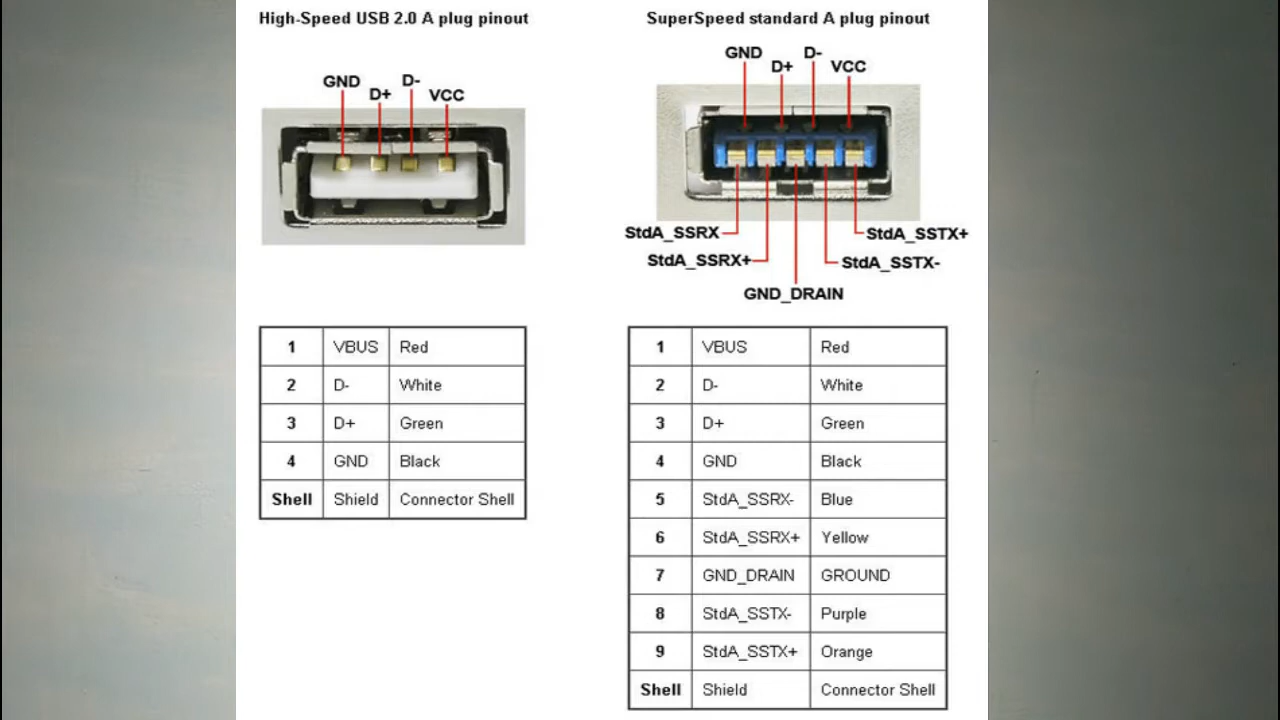 High-Speed USB 2.0 A plug pinout
GND
D+
D-
VCC
1 VBUS Red
2 D- White
3 D+ Green
4 GND Black
Shell Shield Connector Shell
SuperSpeed standard A plug pinout
GND
D+
D-
VCC
StdA_SSRX
StdA_SSRX+
GND_DRAIN
StdA_SSTX-
StdA_SSTX+
1 VBUS Red
2 D- White
3 D+ Green
4 GND Black
5 StdA_SSRX- Blue
6 StdA_SSRX+ Yellow
7 GND_DRAIN GROUND
8 StdA_SSTX- Purple
9 StdA_SSTX+ Orange
Shell Shield Connector Shell